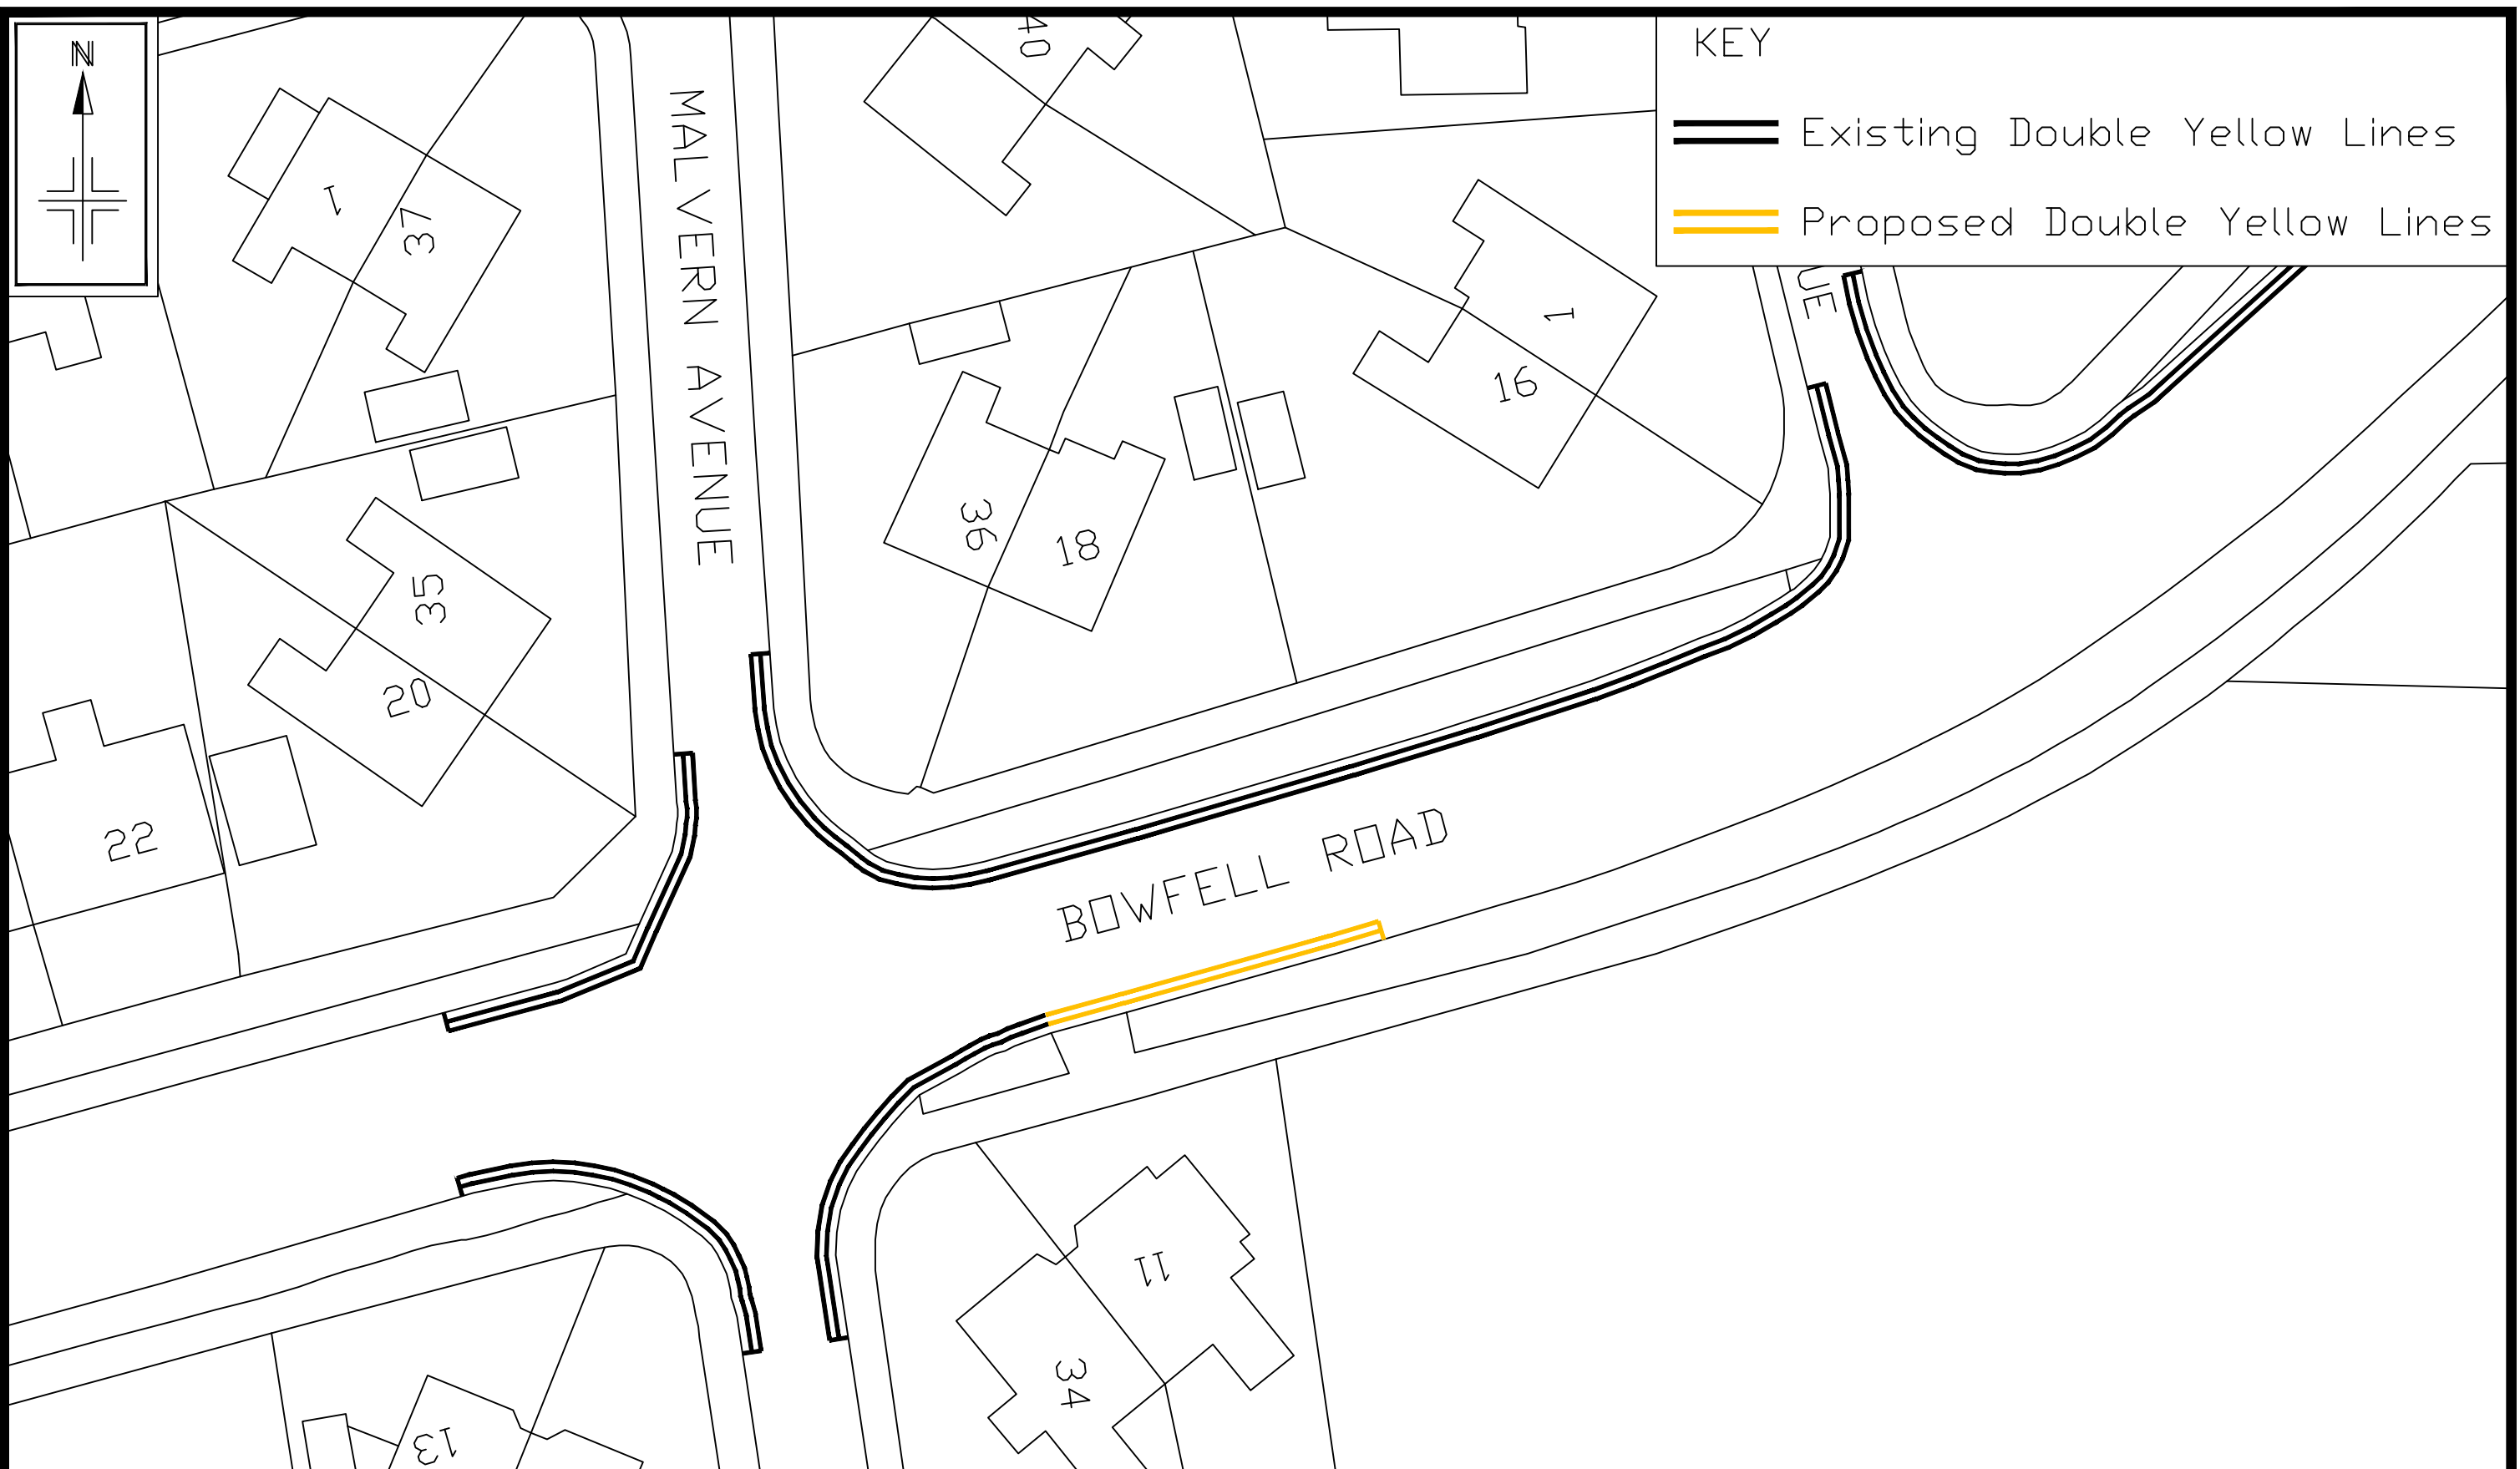 N
KEY
Existing Double Yellow Lines
Proposed Double Yellow Lines
40
1
37
MALVERN AVENUE
UE
1
16
36
18
35
20
22
BOWFELL ROAD
11
34
13